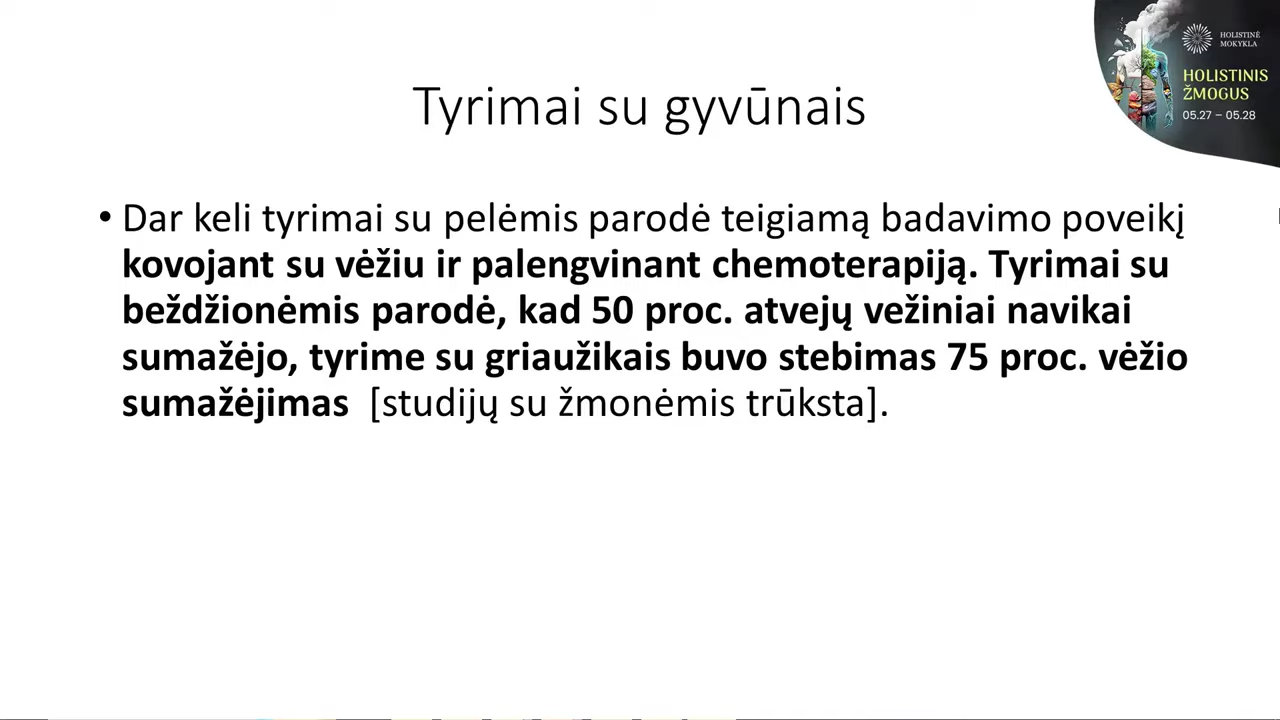 HOLISTINĖ
MOKYKLA
HOLISTINIS
ŽMOGUS
05.27 – 05.28
Tyrimai su gyvūnais
• Dar keli tyrimai su pelėmis parodė teigiamą badavimo poveikį
kovojant su vėžiu ir palengvinant chemoterapiją. Tyrimai su
beždžionėmis parodė, kad 50 proc. atvejų vežiniai navikai
sumažėjo, tyrime su griaužikais buvo stebimas 75 proc. vėžio
sumažėjimas [studijų su žmonėmis trūksta].